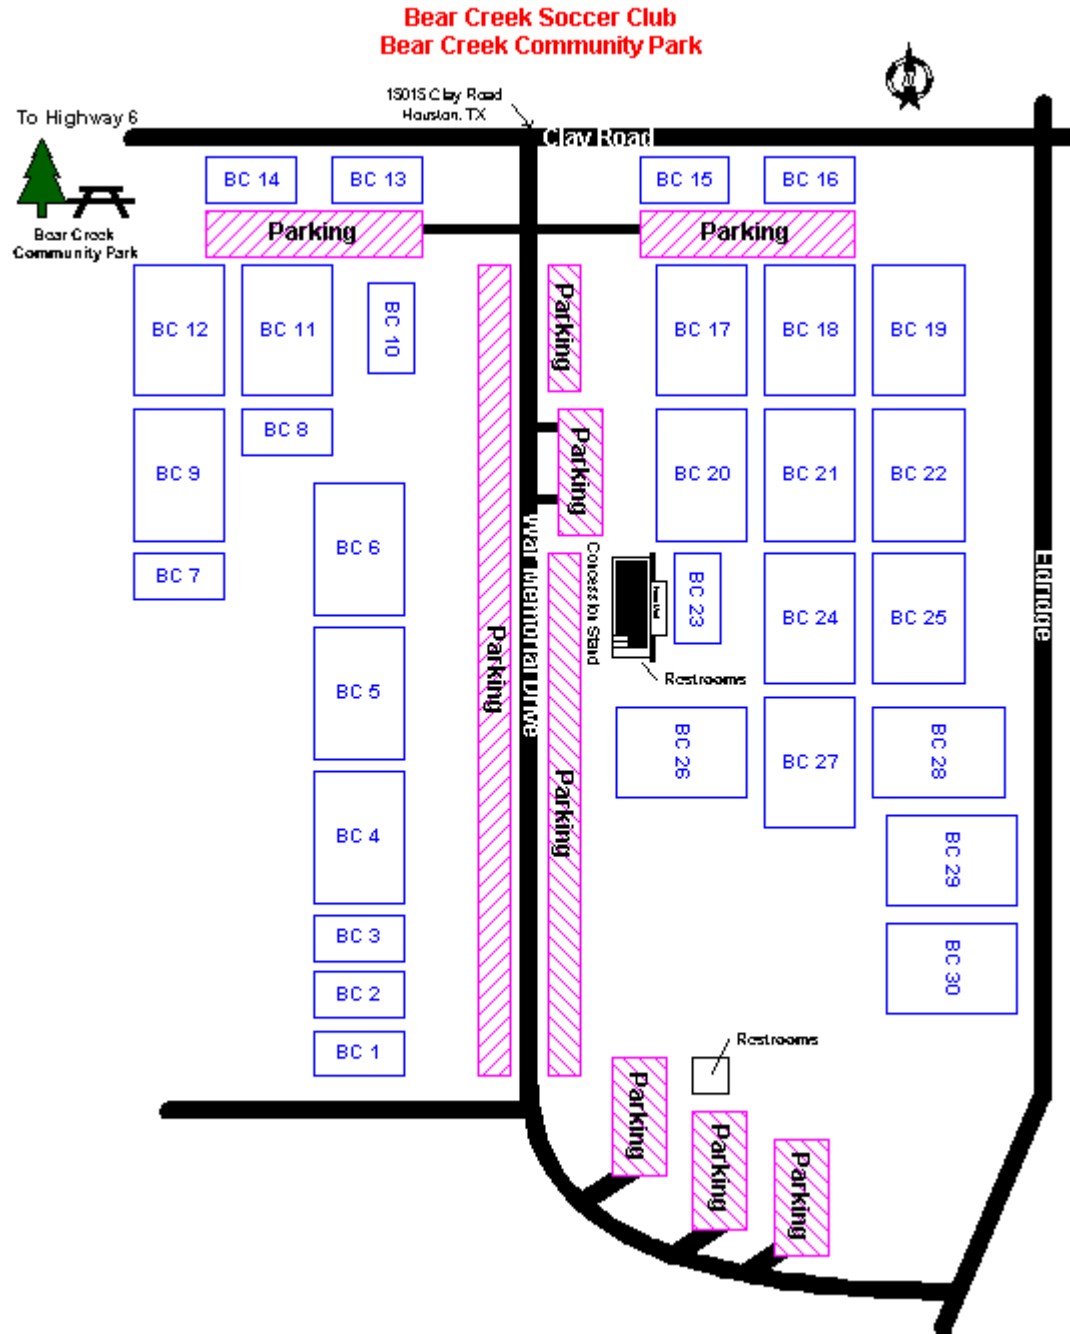 Bear Creek Soccer Club
Bear Creek Community Park
15015 Clay Road
Houston, TX
To Highway 6
Clay Road
Bear Creek
Community Park
BC 14
BC 13
BC 15
BC 16
Parking
Parking
BC 12
BC 11
BC 10
Parking
BC 17
BC 18
BC 19
BC 9
BC 8
Parking
BC 20
BC 21
BC 22
BC 7
BC 6
War Memorial Drive
Concession Stand
BC 23
BC 24
BC 25
Eldridge
Restrooms
Parking
BC 5
BC 26
BC 27
BC 28
Parking
BC 4
BC 29
BC 3
BC 30
BC 2
BC 1
Restrooms
Parking
Parking
Parking